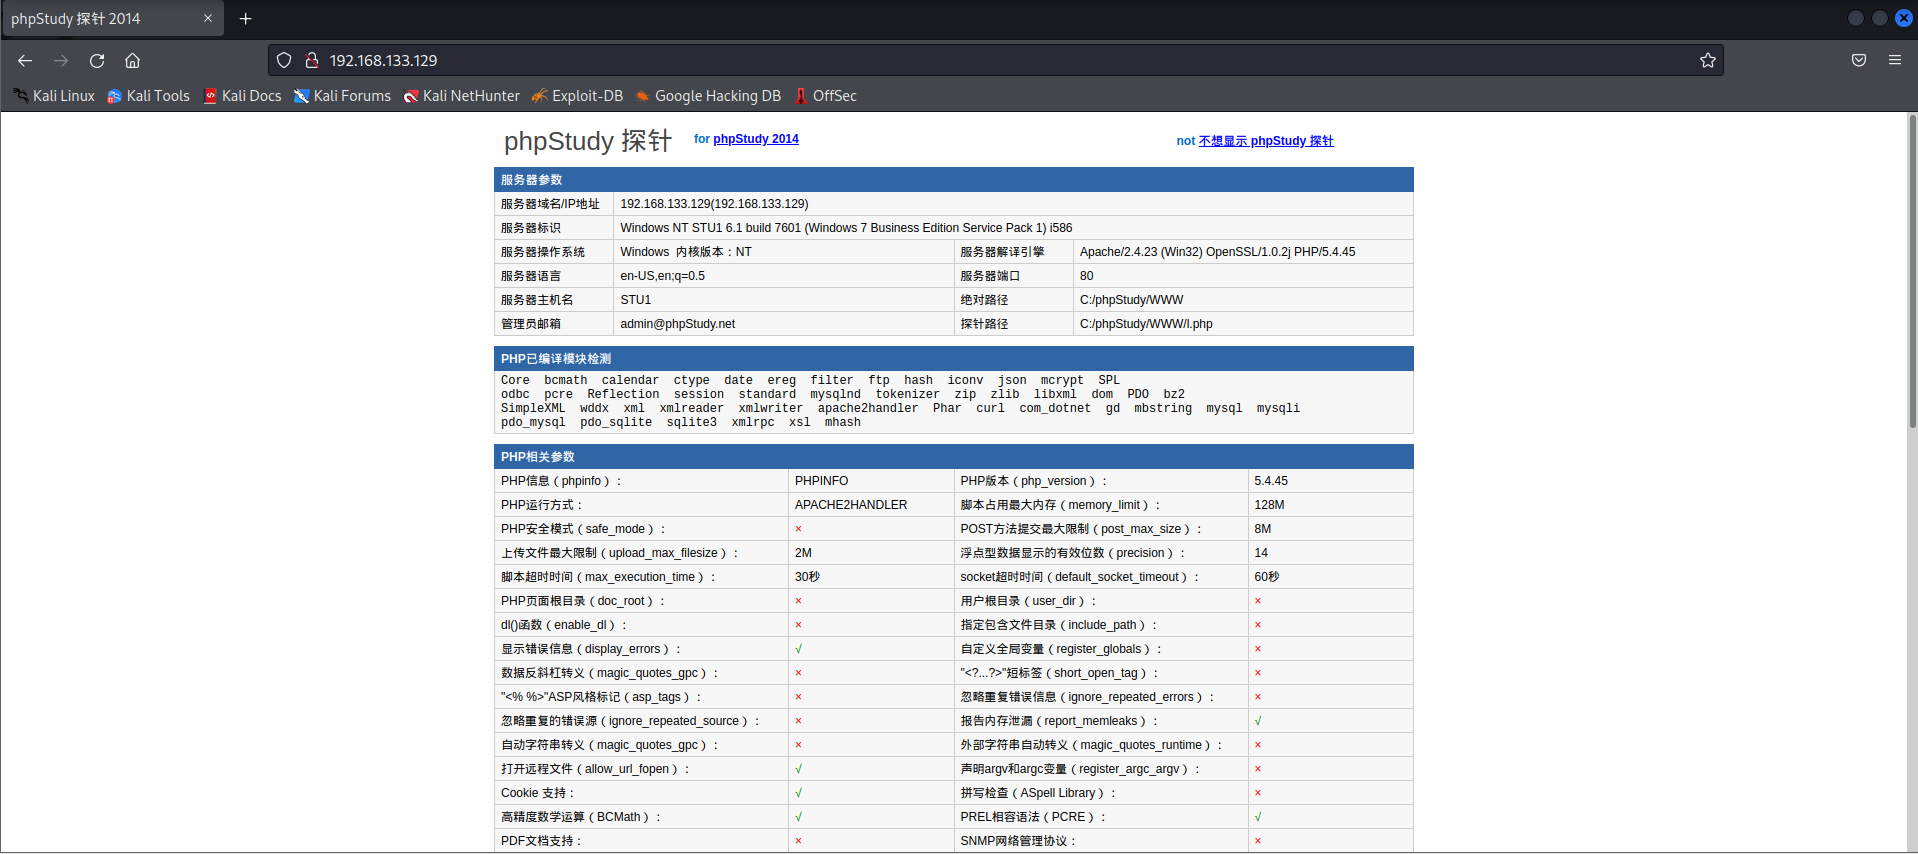 phpStudy 探针 2014
192.168.133.129
Kali Linux Kali Tools Kali Docs Kali Forums Kali NetHunter Exploit-DB Google Hacking DB OffSec
phpStudy 探针 for phpStudy 2014 not 不想显示 phpStudy 探针
服务器参数
服务器域名/IP地址 192.168.133.129(192.168.133.129)
服务器标识 Windows NT STU1 6.1 build 7601 (Windows 7 Business Edition Service Pack 1) i586
服务器操作系统 Windows 内核版本：NT 服务器解译引擎 Apache/2.4.23 (Win32) OpenSSL/1.0.2j PHP/5.4.45
服务器语言 en-US,en;q=0.5 服务器端口 80
服务器主机名 STU1 绝对路径 C:/phpStudy/WWW
管理员邮箱 admin@phpStudy.net 探针路径 C:/phpStudy/WWW/l.php
PHP已编译模块检测
Core bcmath calendar ctype date ereg filter ftp hash iconv json mcrypt SPL
odbc pcre Reflection session standard mysqlnd tokenizer zip zlib libxml dom PDO bz2
SimpleXML wddx xml xmlreader xmlwriter apache2handler Phar curl com_dotnet gd mbstring mysql mysqli
pdo_mysql pdo_sqlite sqlite3 xmlrpc xsl mhash
PHP相关参数
PHP信息（phpinfo）： PHPINFO PHP版本（php_version）： 5.4.45
PHP运行方式： APACHE2HANDLER 脚本占用最大内存（memory_limit）： 128M
PHP安全模式（safe_mode）： × POST方法提交最大限制（post_max_size）： 8M
上传文件最大限制（upload_max_filesize）： 2M 浮点型数据显示的有效位数（precision）： 14
脚本超时时间（max_execution_time）： 30秒 socket超时时间（default_socket_timeout）： 60秒
PHP页面根目录（doc_root）： × 用户根目录（user_dir）： ×
dl()函数（enable_dl）： × 指定包含文件目录（include_path）： ×
显示错误信息（display_errors）： √ 自定义全局变量（register_globals）： ×
数据反斜杠转义（magic_quotes_gpc）： × "<?...?>"短标签（short_open_tag）： ×
"<% %>"ASP风格标记（asp_tags）： × 忽略重复错误信息（ignore_repeated_errors）： ×
忽略重复的错误源（ignore_repeated_source）： × 报告内存泄漏（report_memleaks）： √
自动字符串转义（magic_quotes_gpc）： × 外部字符串自动转义（magic_quotes_runtime）： ×
打开远程文件（allow_url_fopen）： √ 声明argv和argc变量（register_argc_argv）： ×
Cookie 支持： √ 拼写检查（ASpell Library）： ×
高精度数学运算（BCMath）： √ PREL相容语法（PCRE）： √
PDF文档支持： × SNMP网络管理协议： ×